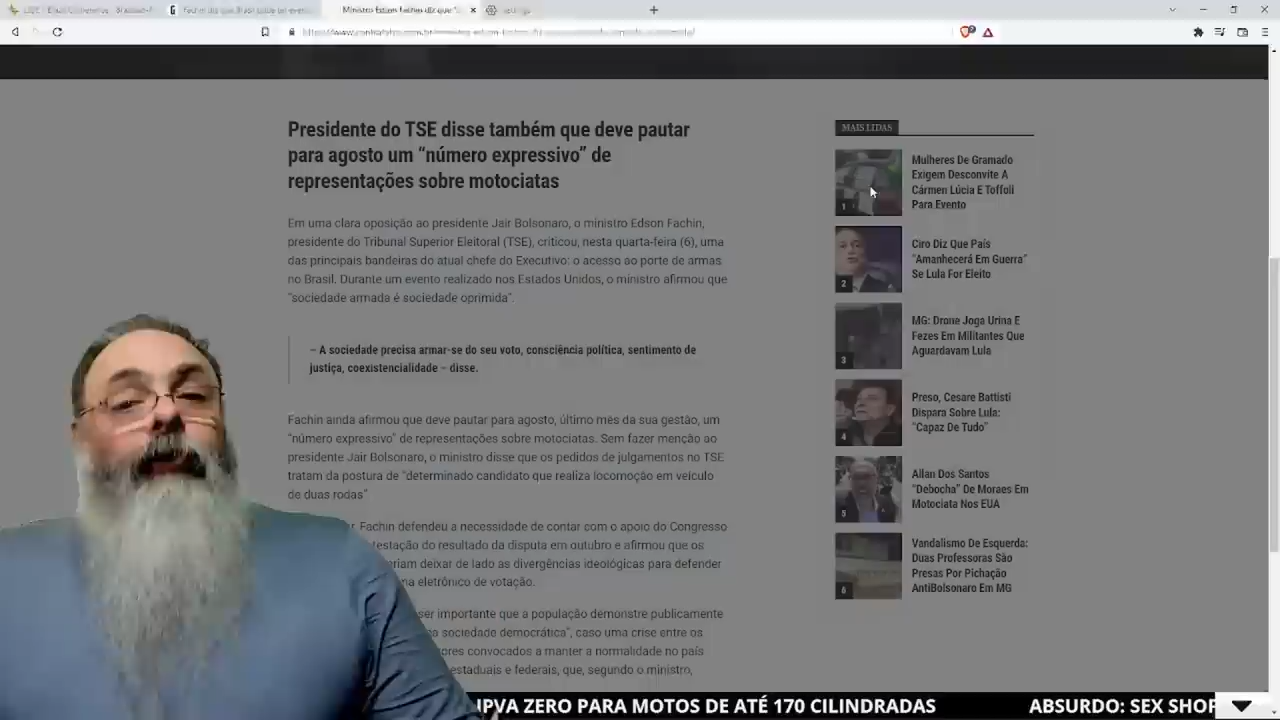 Presidente do TSE disse também que deve pautar
para agosto um “número expressivo” de
representações sobre motociatas
Em uma clara oposição ao presidente Jair Bolsonaro, o ministro Edson Fachin,
presidente do Tribunal Superior Eleitoral (TSE), criticou, nesta quarta-feira (6), uma
das principais bandeiras do atual chefe do Executivo: o acesso ao porte de armas
no Brasil. Durante um evento realizado nos Estados Unidos, o ministro afirmou que
“sociedade armada é sociedade oprimida”.
– A sociedade precisa armar-se do seu voto, consciência política, sentimento de
justiça, coexistencialidade – disse.
Fachin ainda afirmou que deve pautar para agosto, último mês da sua gestão, um
“número expressivo” de representações sobre motociatas. Sem fazer menção ao
presidente Jair Bolsonaro, o ministro disse que os pedidos de julgamentos no TSE
tratam da postura de “determinado candidato que realiza locomoção em veículo
de duas rodas”
Fachin defendeu a necessidade de contar com o apoio do Congresso
testação do resultado da disputa em outubro e afirmou que os
riam deixar de lado as divergências ideológicas para defender
na eletrônico de votação.
ser importante que a população demonstre publicamente
a sociedade democrática”, caso uma crise entre os
ores convocados a manter a normalidade no país
estaduais e federais, que, segundo o ministro,
MAIS LIDAS
1
Mulheres De Gramado
Exigem Desconvite A
Cármen Lúcia E Toffoli
Para Evento
2
Ciro Diz Que País
“Amanhecerá Em Guerra”
Se Lula For Eleito
3
MG: Drone Joga Urina E
Fezes Em Militantes Que
Aguardavam Lula
4
Preso, Cesare Battisti
Dispara Sobre Lula:
“Capaz De Tudo”
5
Allan Dos Santos
“Debocha” De Moraes Em
Motociata Nos EUA
6
Vandalismo De Esquerda:
Duas Professoras São
Presas Por Pichação
AntiBolsonaro Em MG
IPVA ZERO PARA MOTOS DE ATÉ 170 CILINDRADAS ABSURDO: SEX SHOP